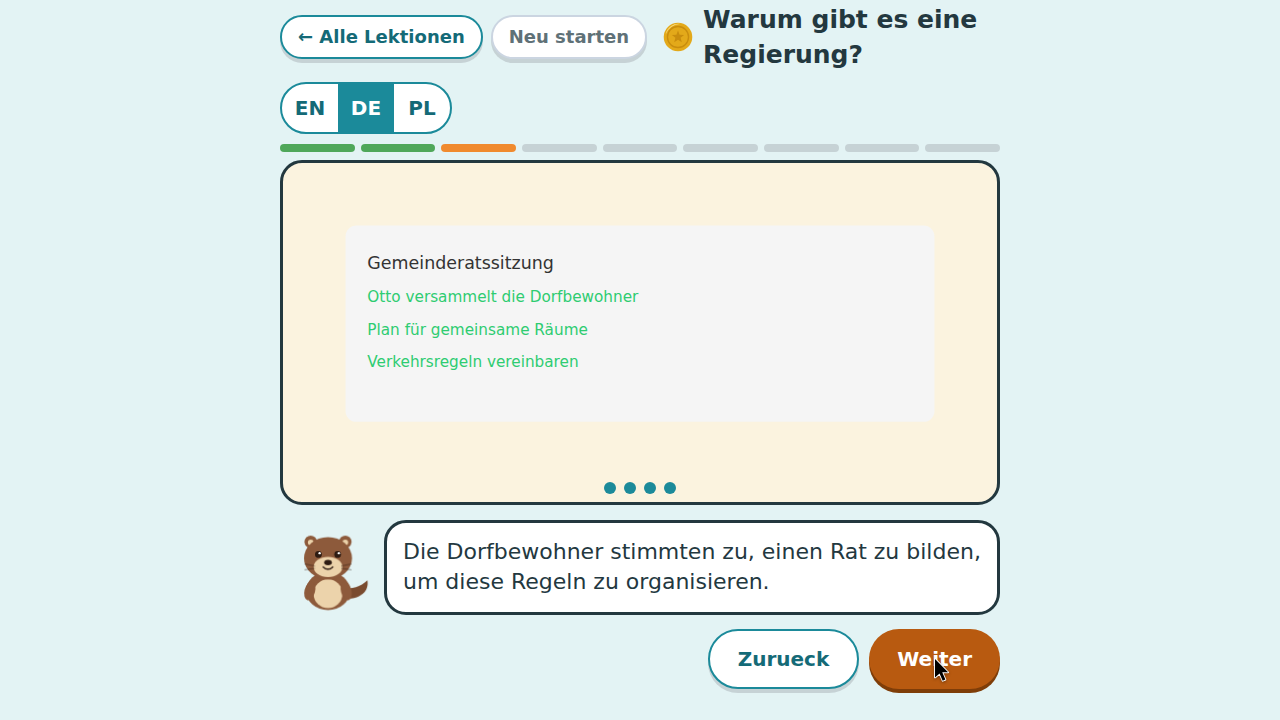 ← Alle Lektionen
Neu starten
Warum gibt es eine
Regierung?
EN DE PL
Gemeinderatssitzung
Otto versammelt die Dorfbewohner
Plan für gemeinsame Räume
Verkehrsregeln vereinbaren
Die Dorfbewohner stimmten zu, einen Rat zu bilden,
um diese Regeln zu organisieren.
Zurueck
Weiter